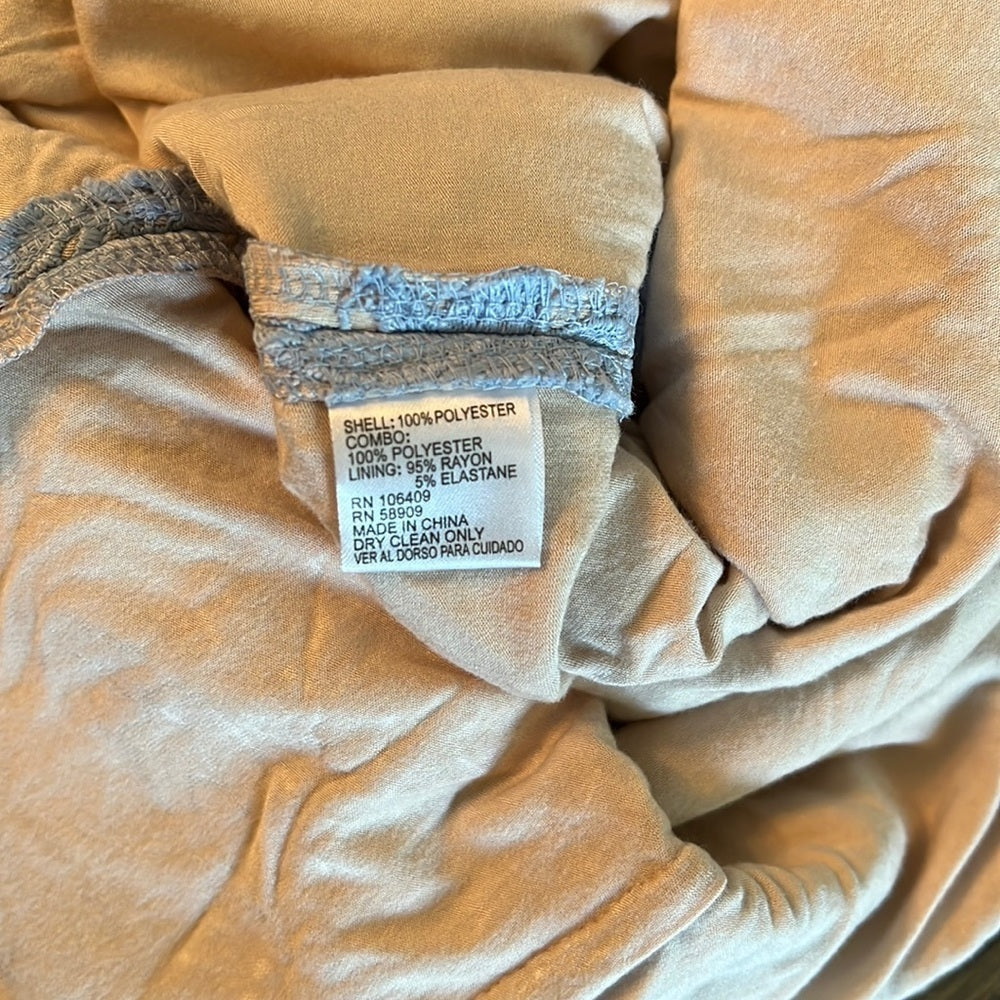 SHELL: 100% POLYESTER
COMBO:
100% POLYESTER
LINING: 95% RAYON
5% ELASTANE
RN 106409
RN 58909
MADE IN CHINA
DRY CLEAN ONLY
VER AL DORSO PARA CUIDADO